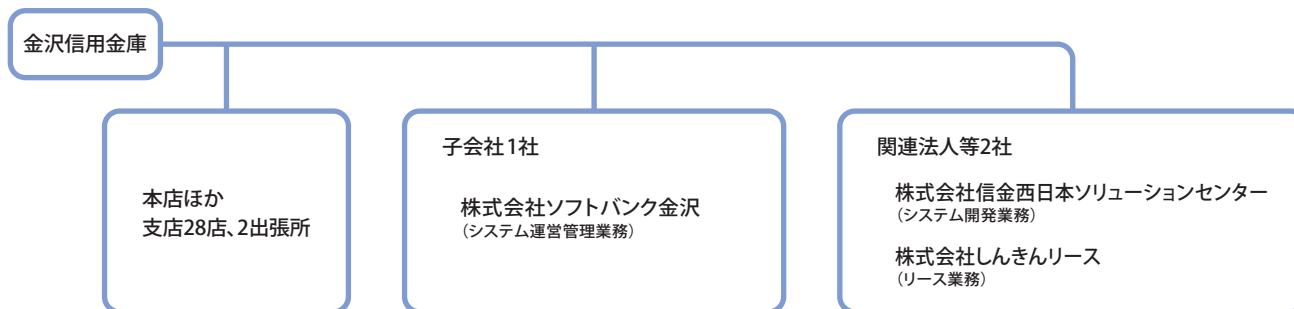 金沢信用金庫
本店ほか
支店28店、2出張所
子会社1社
株式会社ソフトバンク金沢
（システム運営管理業務）
関連法人等2社
株式会社信金西日本ソリューションセンター
（システム開発業務）
株式会社しんきんリース
（リース業務）